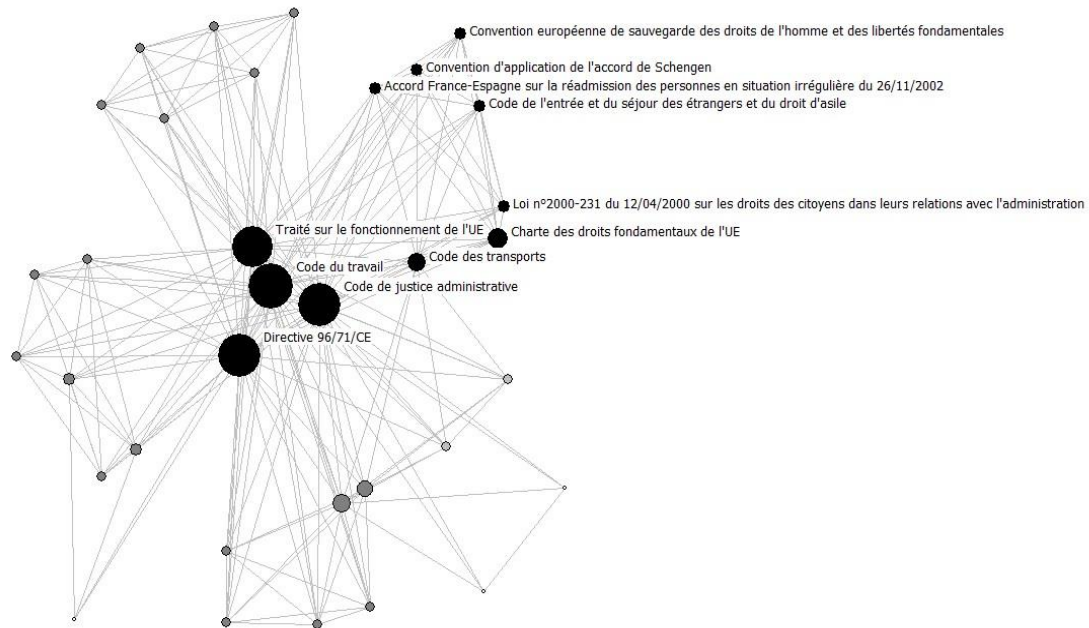 Convention européenne de sauvegarde des droits de l'homme et des libertés fondamentales
Convention d'application de l'accord de Schengen
Accord France-Espagne sur la réadmission des personnes en situation irrégulière du 26/11/2002
Code de l'entrée et du séjour des étrangers et du droit d'asile
Loi n°2000-231 du 12/04/2000 sur les droits des citoyens dans leurs relations avec l'administration
Traité sur le fonctionnement de l'UE
Charte des droits fondamentaux de l'UE
Code des transports
Code du travail
Code de justice administrative
Directive 96/71/CE